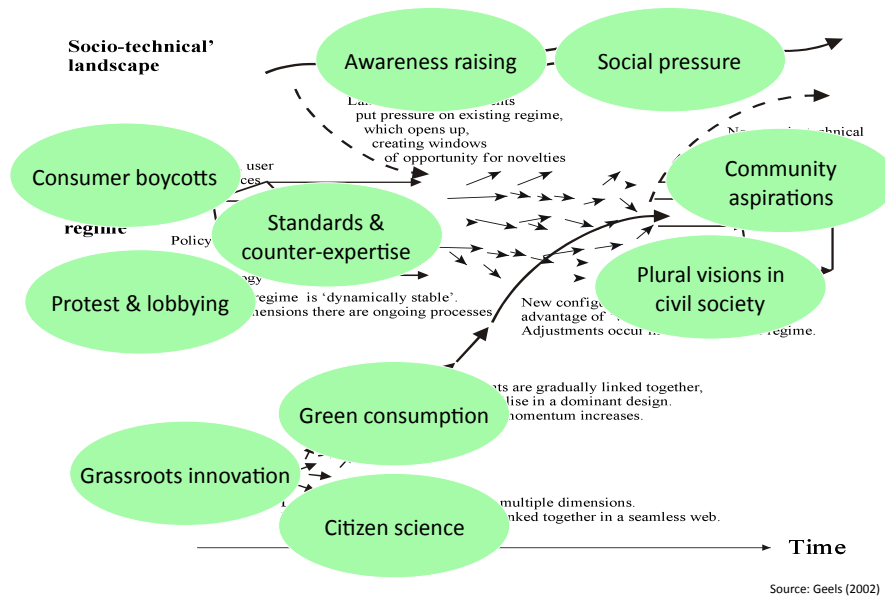 Socio-technical’
landscape
Awareness raising
Social pressure
put pressure on existing regime,
which opens up,
creating windows
of opportunity for novelties
Consumer boycotts
user
Community
aspirations
regime
Policy
Standards &
counter-expertise
Protest & lobbying
regime is ‘dynamically stable’.
there are ongoing processes
Plural visions in
civil society
New
advantage of
Adjustments occur regime.
Green consumption
are gradually linked together,
in a dominant design.
momentum increases.
Grassroots innovation
Citizen science
multiple dimensions.
together in a seamless web.
Time
Source: Geels (2002)